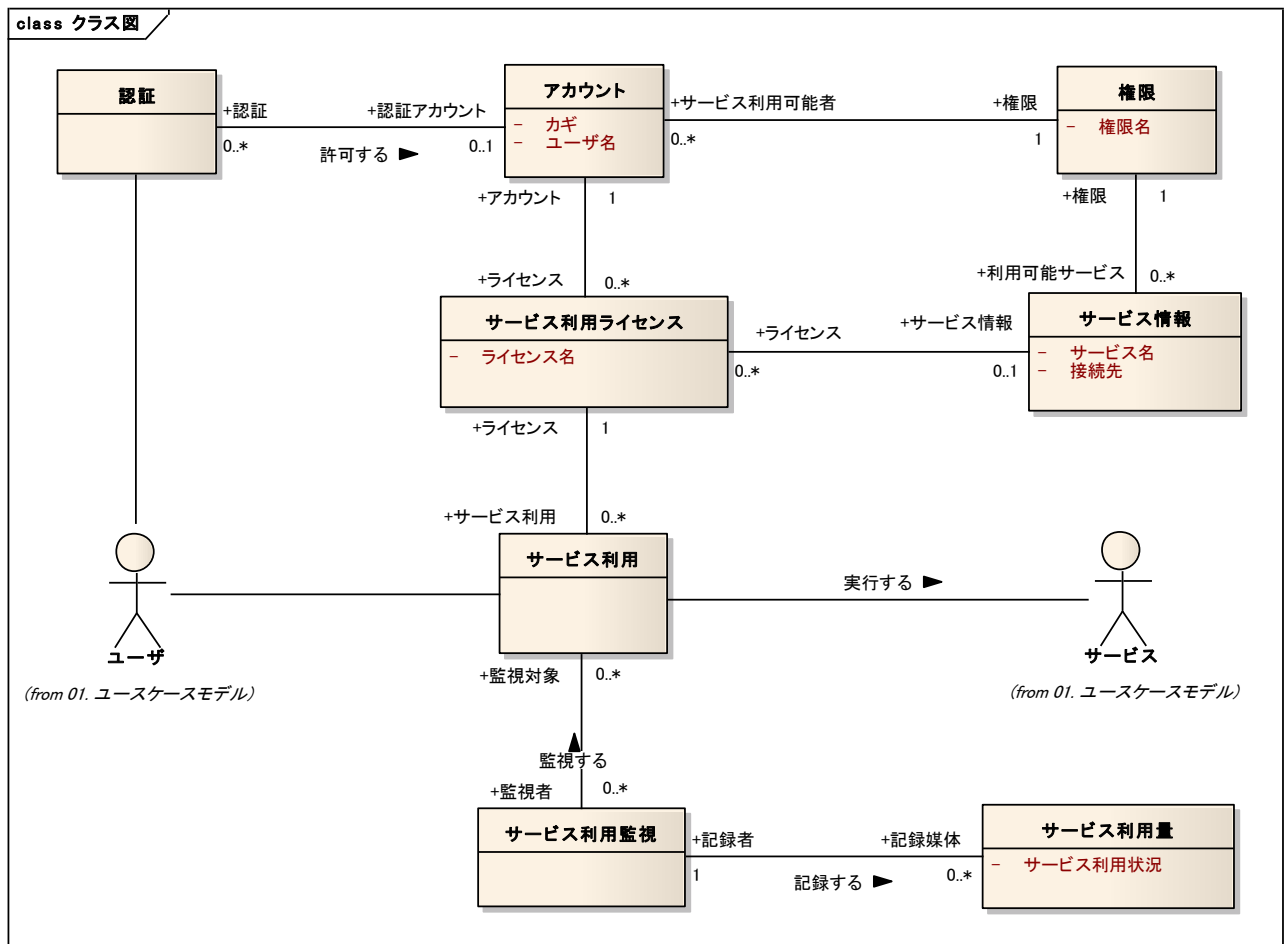 class クラス図
認証
アカウント
- カギ
- ユーザ名
権限
- 権限名
+認証
+認証アカウント
0..*
許可する ►
0..1
+サービス利用可能者
+権限
0..*
1
+アカウント
1
+権限
1
+ライセンス
0..*
+利用可能サービス
0..*
サービス利用ライセンス
- ライセンス名
+ライセンス
+サービス情報
0..*
0..1
サービス情報
- サービス名
- 接続先
+ライセンス
1
+サービス利用
0..*
サービス利用
実行する ►
ユーザ
(from 01. ユースケースモデル)
サービス
(from 01. ユースケースモデル)
+監視対象
0..*
監視する
+監視者
0..*
サービス利用監視
+記録者
+記録媒体
1
記録する ►
0..*
サービス利用量
- サービス利用状況